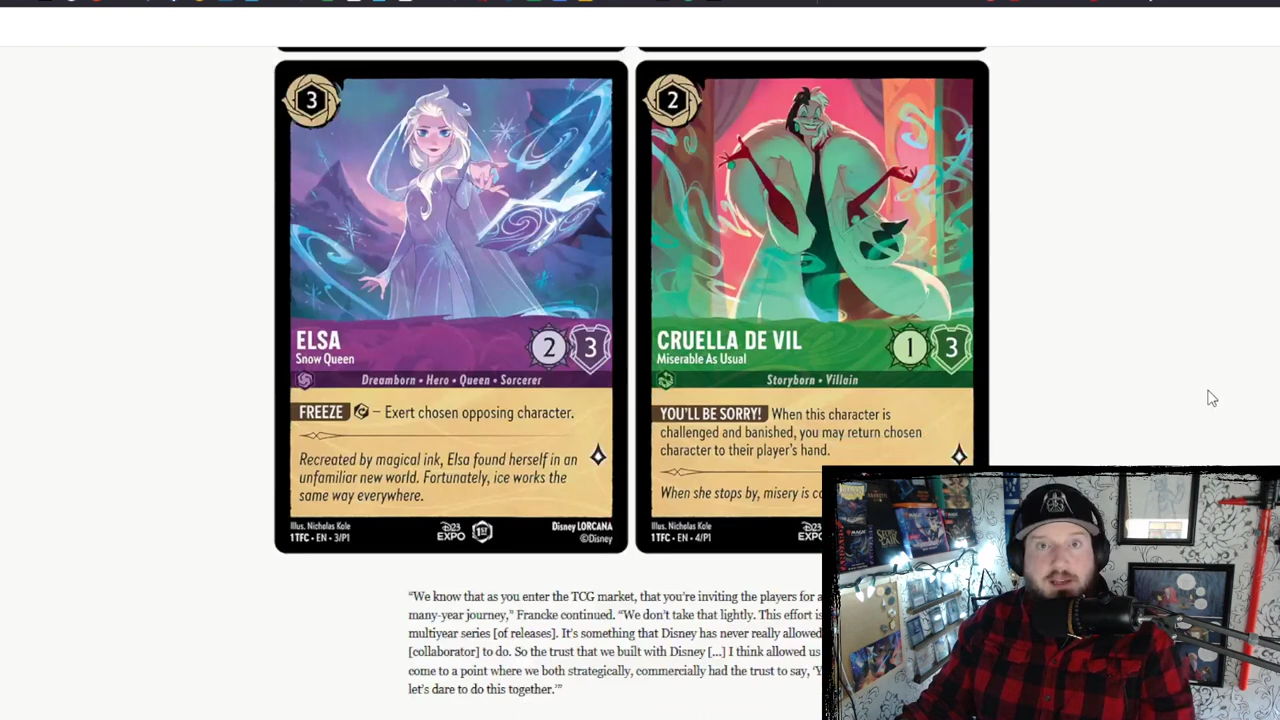 3
ELSA
Snow Queen
2
3
Dreamborn • Hero • Queen • Sorcerer
FREEZE – Exert chosen opposing character.
Recreated by magical ink, Elsa found herself in an
unfamiliar new world. Fortunately, ice works the
same way everywhere.
Illus. Nicholas Kole
1TFC • EN • 3/P1
D23
EXPO
1ST
Disney LORCANA
©Disney
2
CRUELLA DE VIL
Miserable As Usual
1
3
Storyborn • Villain
YOU'LL BE SORRY! When this character is
challenged and banished, you may return chosen
character to their player's hand.
When she stops by, misery is
Illus. Nicholas Kole
1TFC • EN • 4/P1
D23
EXPO
“We know that as you enter the TCG market, that you’re inviting the players for a
many-year journey,” Francke continued. “We don’t take that lightly. This effort is
multiyear series [of releases]. It’s something that Disney has never really allowed
[collaborator] to do. So the trust that we built with Disney [...] I think allowed us
come to a point where we both strategically, commercially had the trust to say, ‘Y
let’s dare to do this together.’”
MAGIC
SECRET